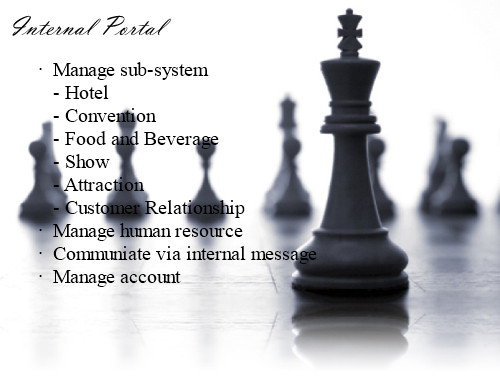 Internal Portal
· Manage sub-system
- Hotel
- Convention
- Food and Beverage
- Show
- Attraction
- Customer Relationship
· Manage human resource
· Communiate via internal message
· Manage account